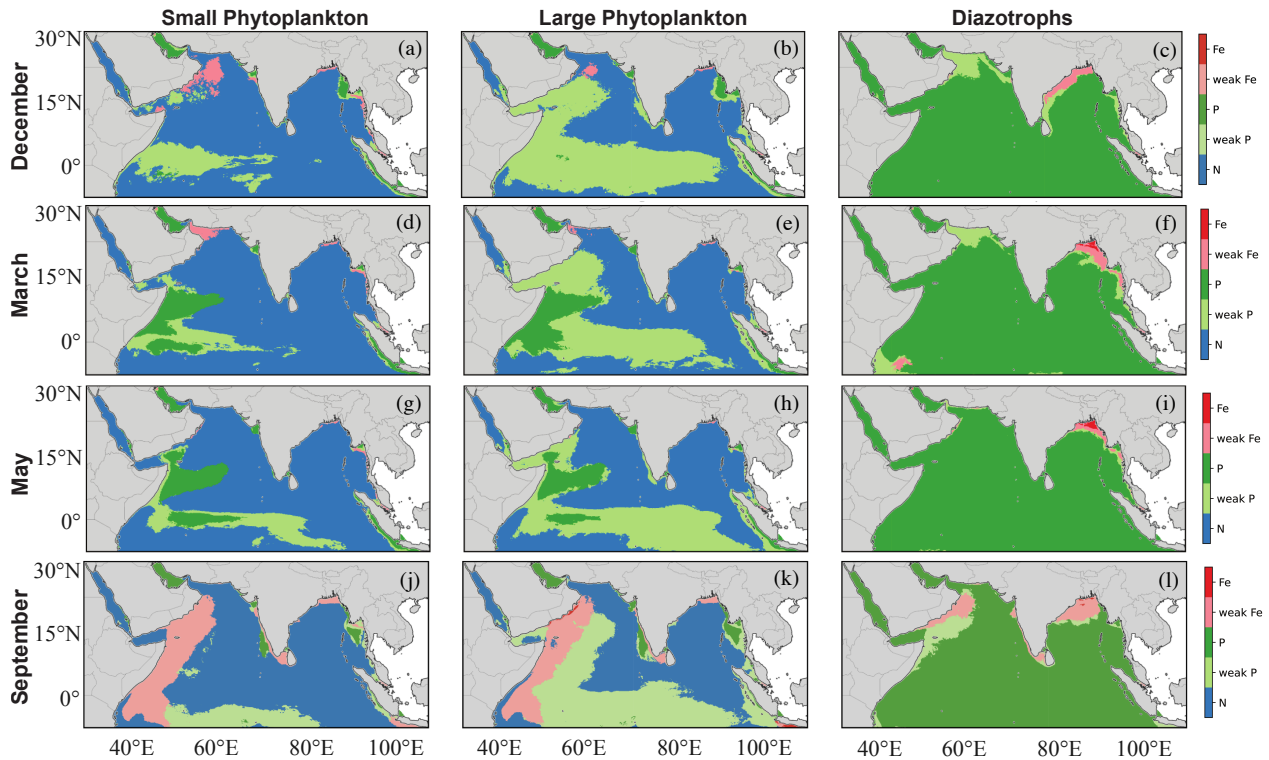 Small Phytoplankton Large Phytoplankton Diazotrophs
December
30°N
15°N
0°
(a)
(b)
(c)
Fe
weak Fe
P
weak P
N
March
30°N
15°N
0°
(d)
(e)
(f)
Fe
weak Fe
P
weak P
N
May
30°N
15°N
0°
(g)
(h)
(i)
Fe
weak Fe
P
weak P
N
September
30°N
15°N
0°
(j)
(k)
(l)
Fe
weak Fe
P
weak P
N
40°E 60°E 80°E 100°E
40°E 60°E 80°E 100°E
40°E 60°E 80°E 100°E